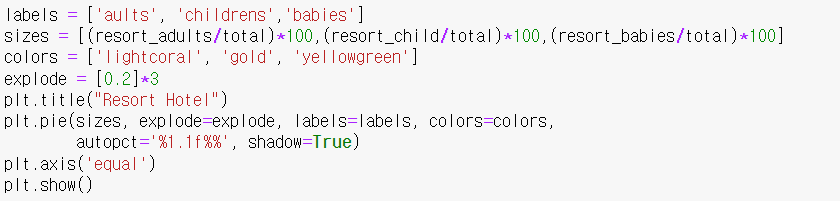 labels = ['aults', 'childrens','babies']
sizes = [(resort_adults/total)*100,(resort_child/total)*100,(resort_babies/total)*100]
colors = ['lightcoral', 'gold', 'yellowgreen']
explode = [0.2]*3
plt.title("Resort Hotel")
plt.pie(sizes, explode=explode, labels=labels, colors=colors,
        autopct='%1.1f%%', shadow=True)
plt.axis('equal')
plt.show()